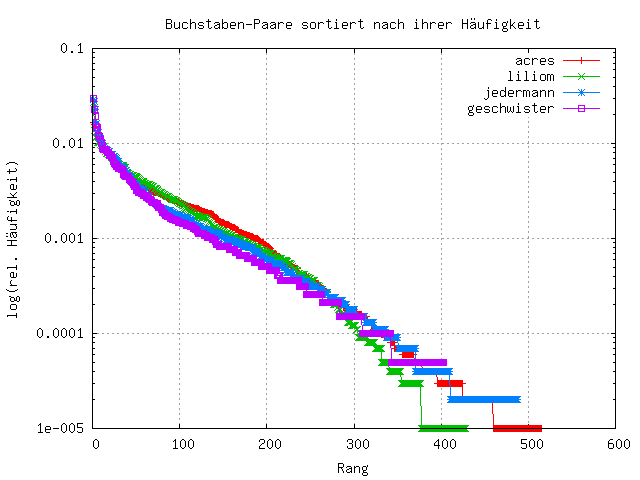 Buchstaben-Paare sortiert nach ihrer Häufigkeit
log(rel. Häufigkeit)
0.1
0.01
0.001
0.0001
1e-005
acres
liliom
jedermann
geschwister
0 100 200 300 400 500 600
Rang